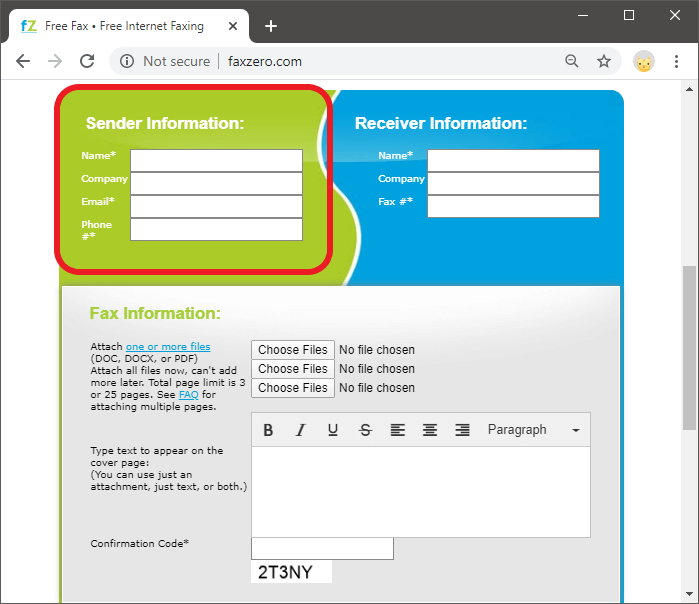 fZ Free Fax • Free Internet Faxing
Not secure faxzero.com
Sender Information:
Name*
Company
Email*
Phone
#*
Receiver Information:
Name*
Company
Fax #*
Fax Information:
Attach one or more files
(DOC, DOCX, or PDF)
Attach all files now, can't add
more later. Total page limit is 3
or 25 pages. See FAQ for
attaching multiple pages.
Choose Files No file chosen
Choose Files No file chosen
Choose Files No file chosen
B I U S Paragraph
Type text to appear on the
cover page:
(You can use just an
attachment, just text, or both.)
Confirmation Code*
2T3NY